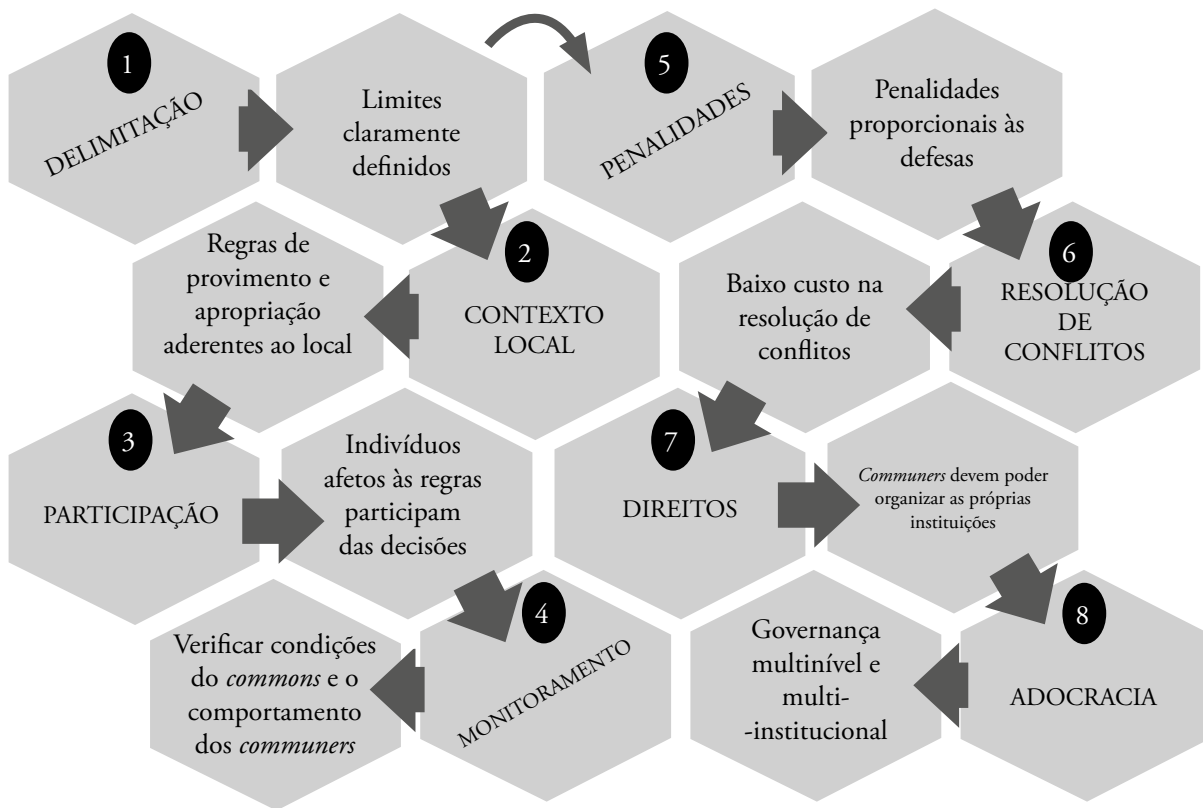 1
DELIMITAÇÃO
Limites
claramente
definidos
2
CONTEXTO
LOCAL
Regras de
provimento e
apropriação
aderentes ao local
3
PARTICIPAÇÃO
Indivíduos
afetos às regras
participam
das decisões
4
MONITORAMENTO
Verificar condições
do commons e o
comportamento
dos communers
5
PENALIDADES
Penalidades
proporcionais às
defesas
6
RESOLUÇÃO
DE
CONFLITOS
Baixo custo na
resolução de
conflitos
7
DIREITOS
Communers devem poder
organizar as próprias
instituições
8
ADOCRACIA
Governança
multinível e
multi-
-institucional